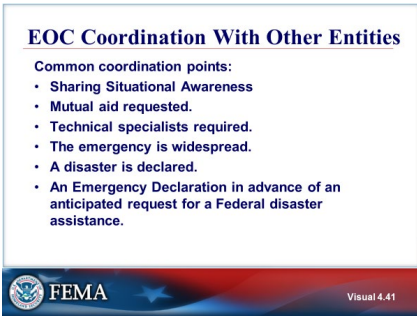 EOC Coordination With Other Entities
Common coordination points:
• Sharing Situational Awareness
• Mutual aid requested.
• Technical specialists required.
• The emergency is widespread.
• A disaster is declared.
• An Emergency Declaration in advance of an
anticipated request for a Federal disaster
assistance.
FEMA
Visual 4.41